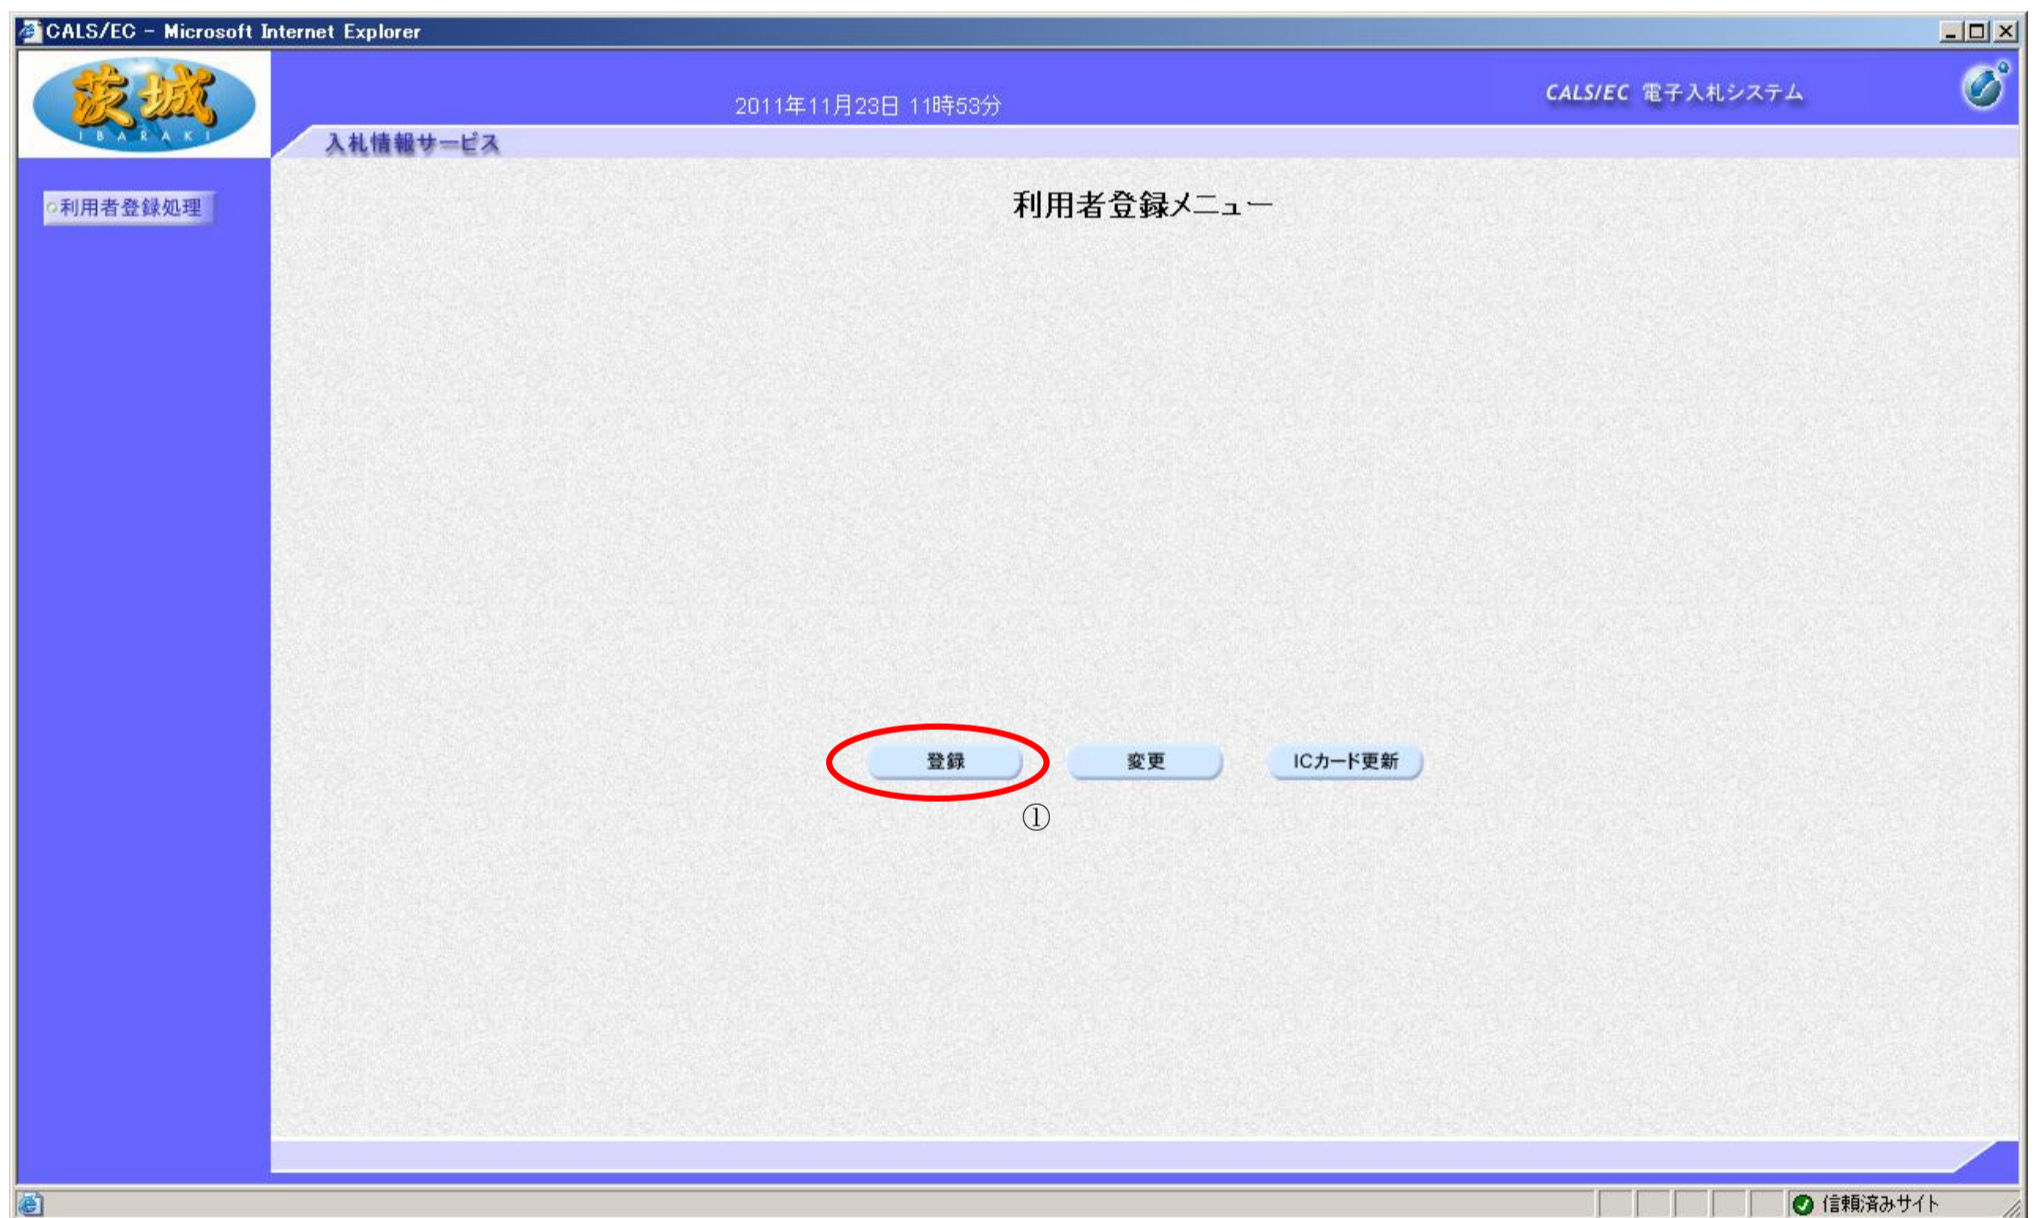 CALS/EC - Microsoft Internet Explorer
茨城
IBARAKI
2011年11月23日 11時53分
CALS/EC 電子入札システム
入札情報サービス
利用者登録処理
利用者登録メニュー
登録
変更
ICカード更新
①
信頼済みサイト